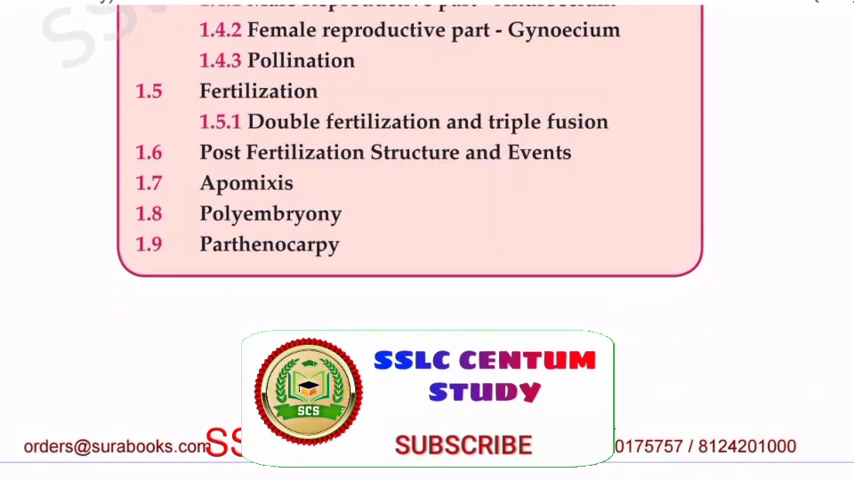 1.4.2 Female reproductive part - Gynoecium
1.4.3 Pollination
1.5 Fertilization
1.5.1 Double fertilization and triple fusion
1.6 Post Fertilization Structure and Events
1.7 Apomixis
1.8 Polyembryony
1.9 Parthenocarpy
SSLC CENTUM
STUDY
SCS
SUBSCRIBE
orders@surabooks.com
0175757 / 8124201000